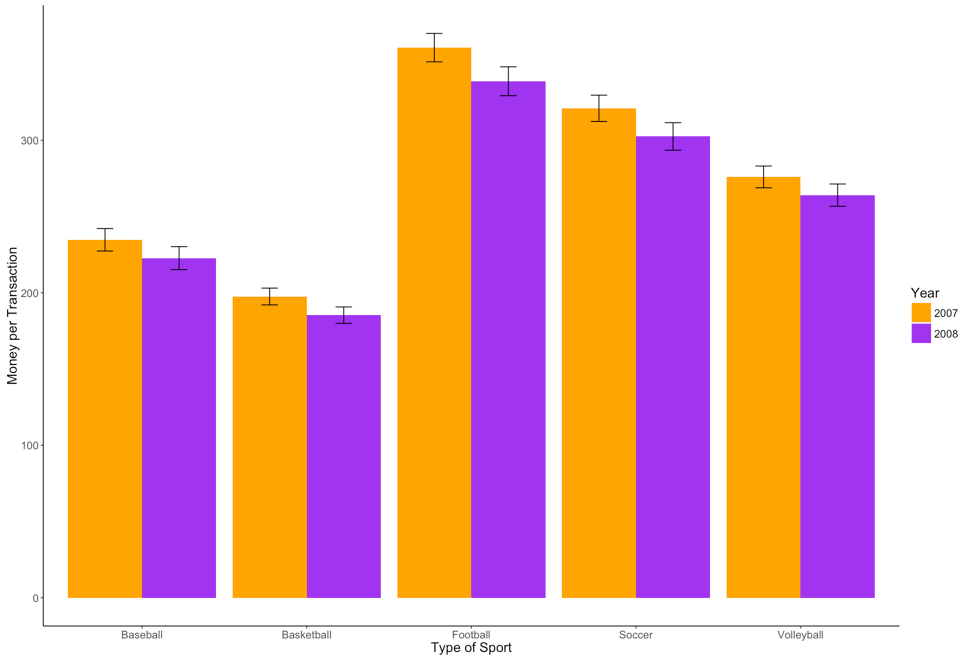 Money per Transaction
300
200
100
0
Baseball
Basketball
Football
Soccer
Volleyball
Type of Sport
Year
2007
2008